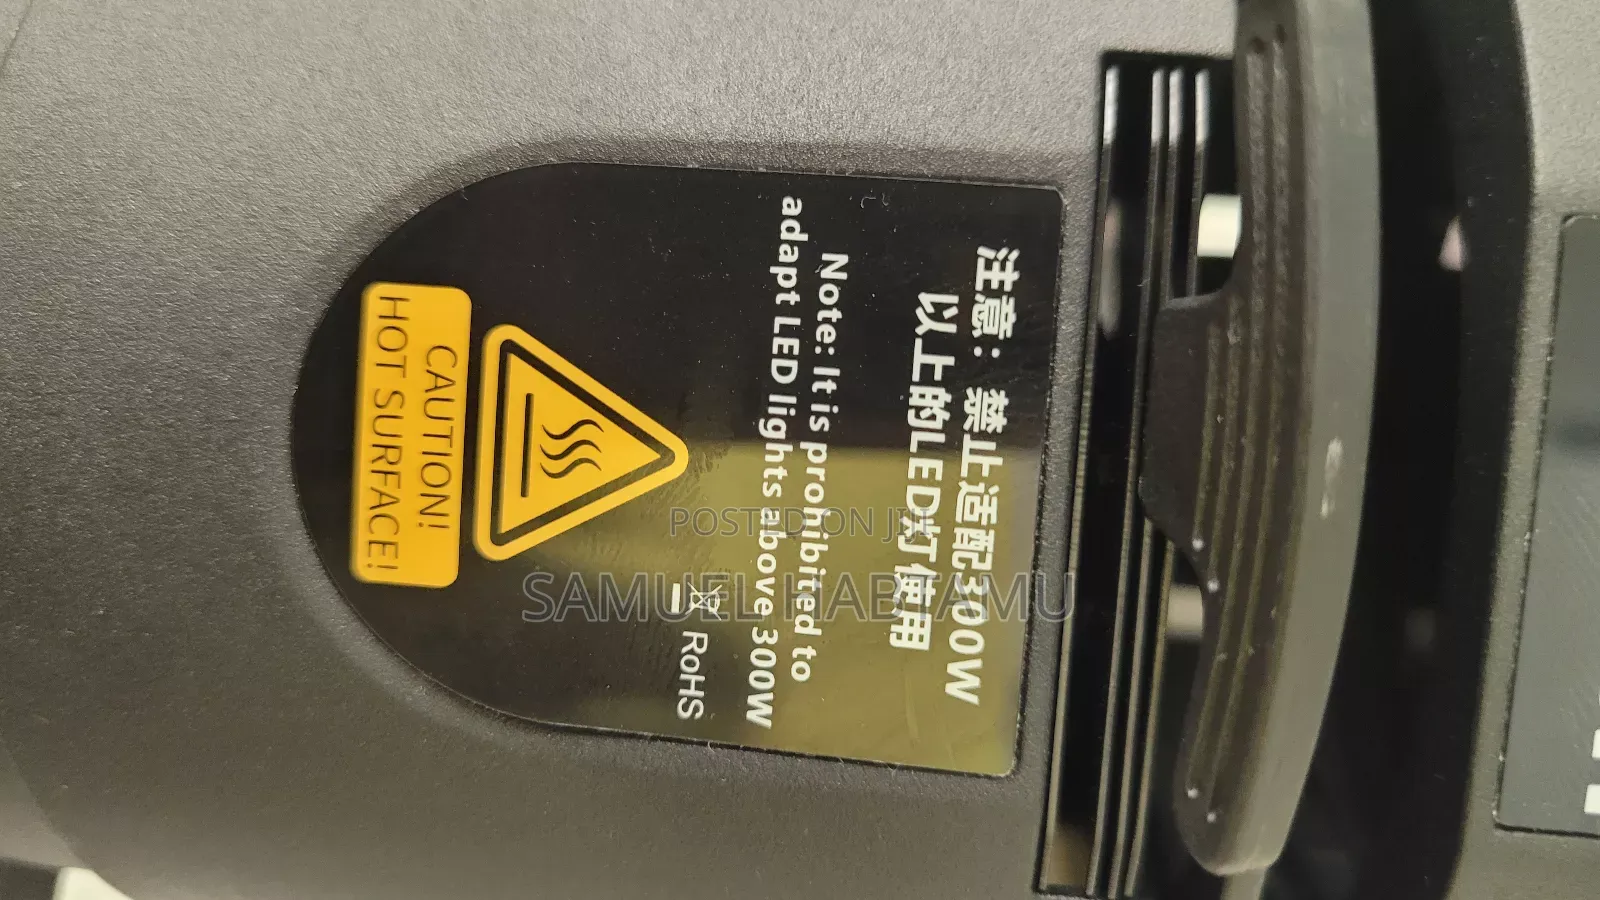 注意：禁止适配300W
以上的LED灯使用
Note: It is prohibited to
adapt LED lights above 300W
RoHS
CAUTION!
HOT SURFACE!
POSTED ON JIJI
SAMUEL HABTAMU